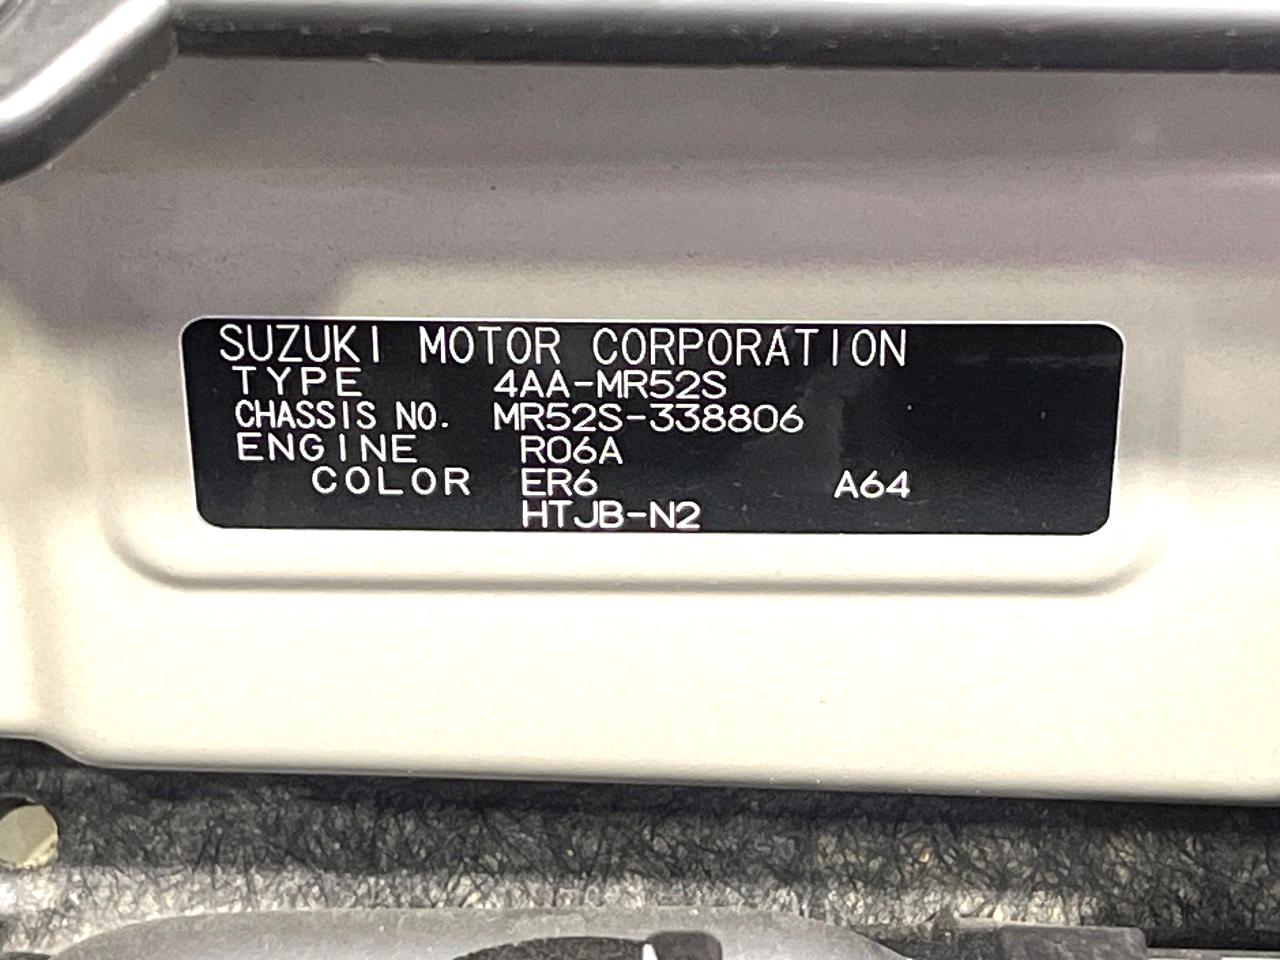 SUZUKI MOTOR CORPORATION
TYPE 4AA-MR52S
CHASSIS NO. MR52S-338806
ENGINE R06A
COLOR ER6 A64
HTJB-N2